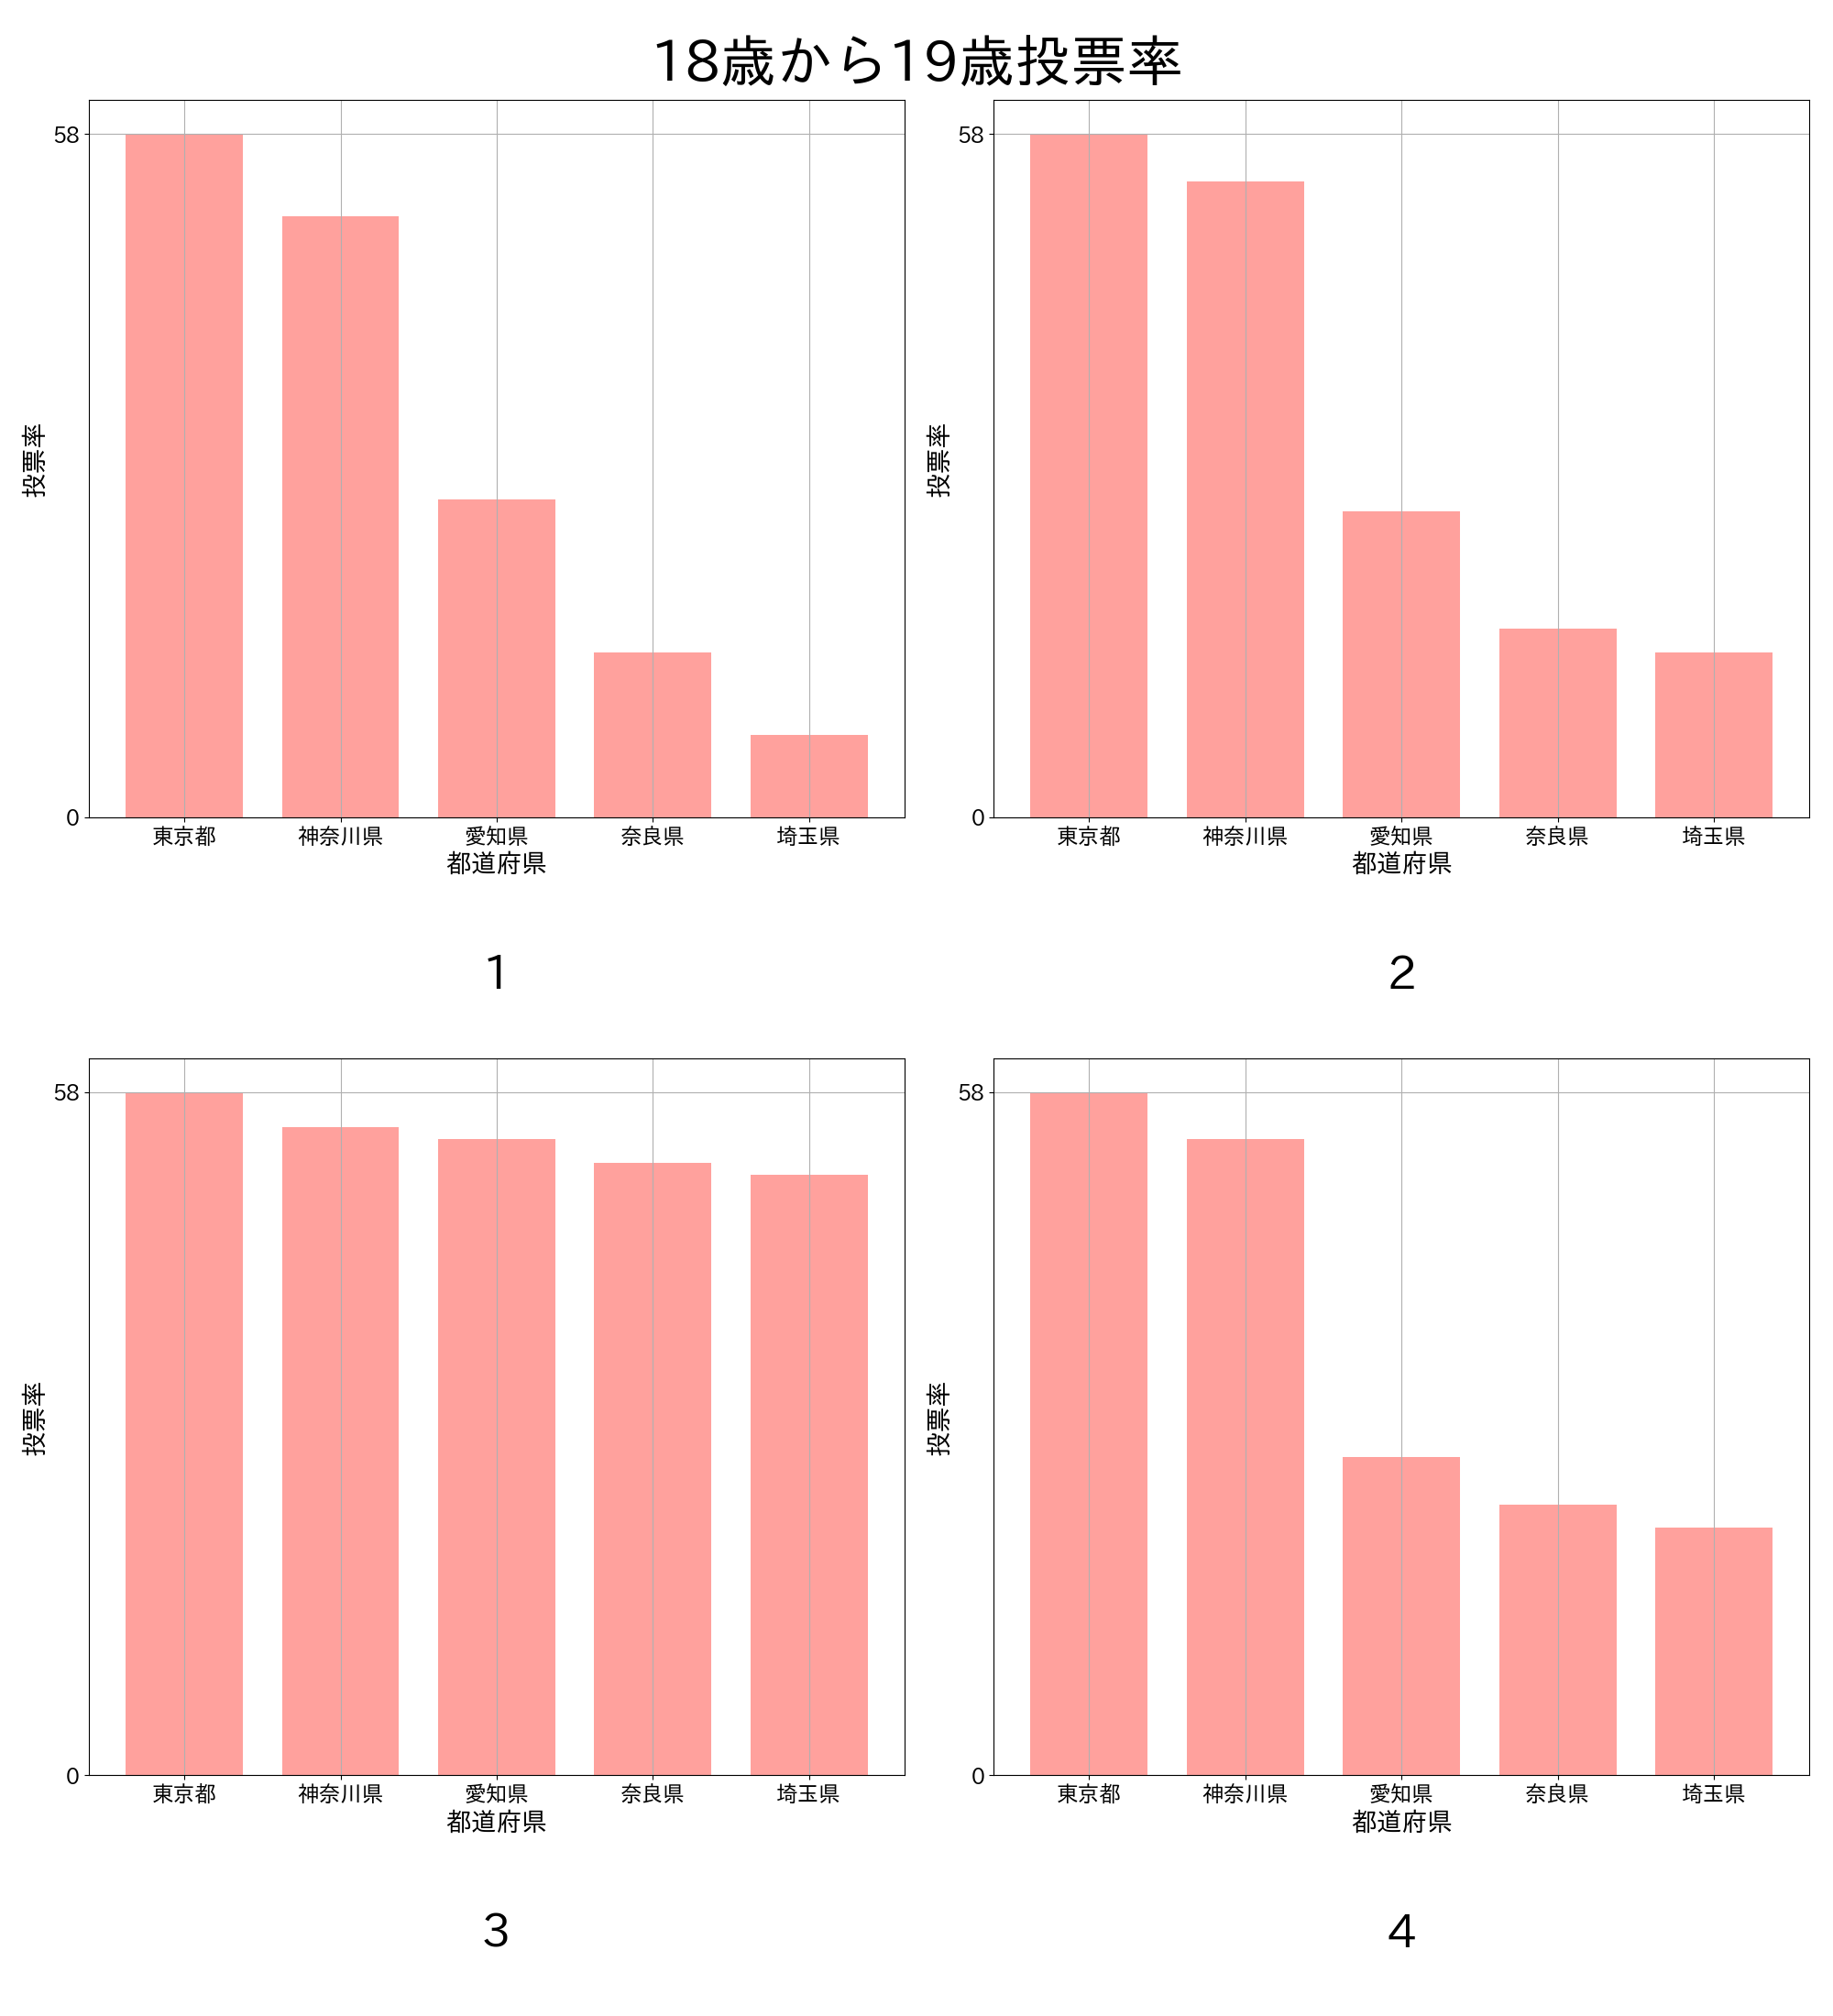 18歳から19歳投票率
58
投票率
0
東京都 神奈川県 愛知県 奈良県 埼玉県
都道府県
1
58
投票率
0
東京都 神奈川県 愛知県 奈良県 埼玉県
都道府県
2
58
投票率
0
東京都 神奈川県 愛知県 奈良県 埼玉県
都道府県
3
58
投票率
0
東京都 神奈川県 愛知県 奈良県 埼玉県
都道府県
4